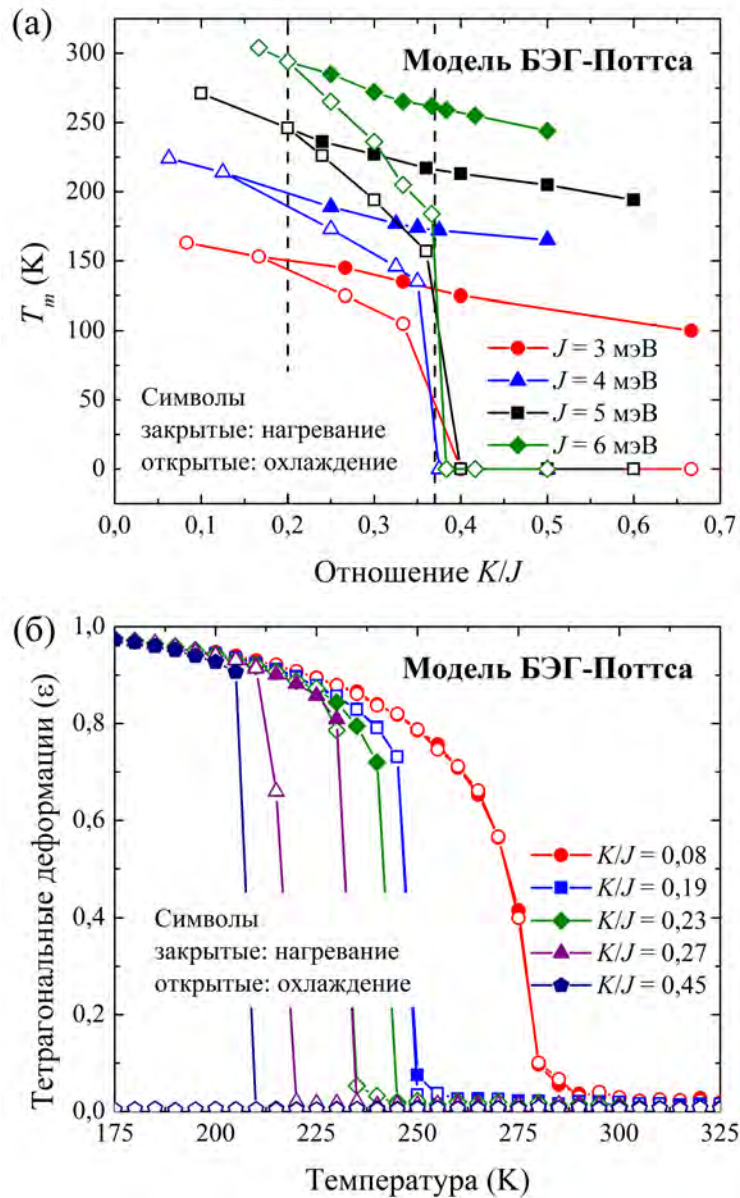 (а)
Модель БЭГ-Поттса
300
250
200
150
100
50
0
T_m (K)
J = 3 мэВ
J = 4 мэВ
J = 5 мэВ
J = 6 мэВ
Символы
закрытые: нагревание
открытые: охлаждение
0,0 0,1 0,2 0,3 0,4 0,5 0,6 0,7
Отношение K/J
(б)
Модель БЭГ-Поттса
1,0
0,8
0,6
0,4
0,2
0,0
Тетрагональные деформации (ε)
K/J = 0,08
K/J = 0,19
K/J = 0,23
K/J = 0,27
K/J = 0,45
Символы
закрытые: нагревание
открытые: охлаждение
175 200 225 250 275 300 325
Температура (K)